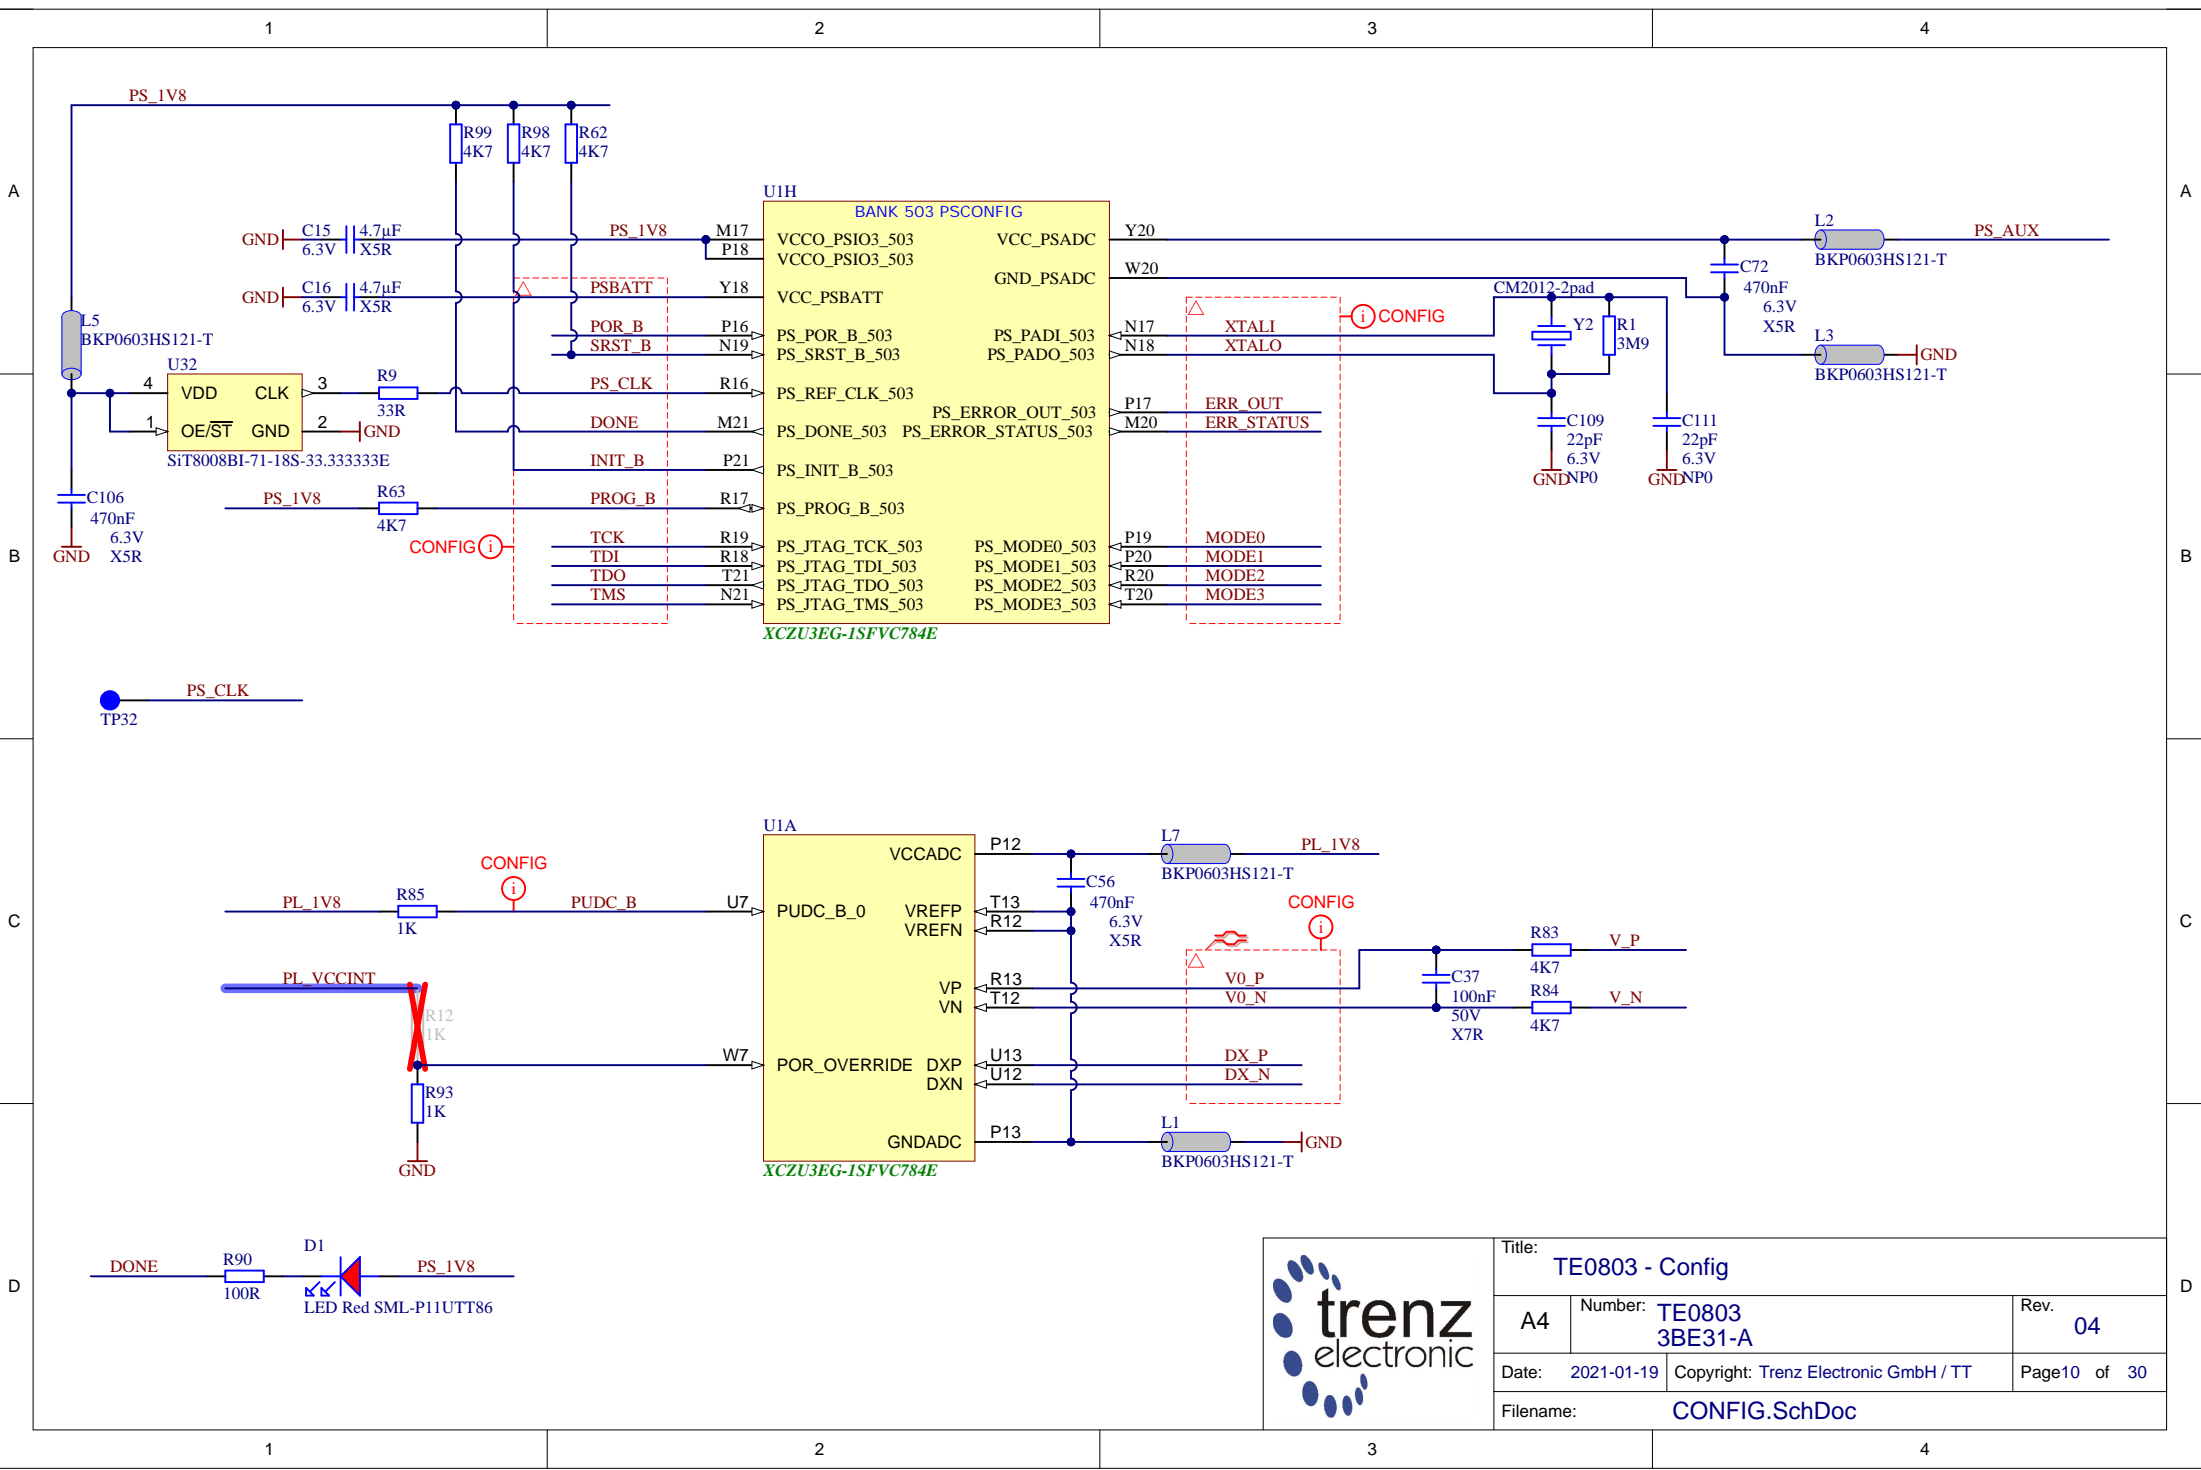 1 2 3 4
A A
B B
C C
D D
PS_1V8
R99
4K7
R98
4K7
R62
4K7
GND C15 4.7µF
6.3V X5R
PS_1V8
GND C16 4.7µF
6.3V X5R
PSBATT
POR_B
SRST_B
PS_CLK
DONE
INIT_B
PROG_B
TCK
TDI
TDO
TMS
CONFIG i
L5
BKP0603HS121-T
U32
4 VDD CLK 3
1 OE/ST GND 2 GND
SiT8008BI-71-18S-33.333333E
R9
33R
C106
470nF
6.3V
X5R
GND
PS_1V8 R63
4K7
U1H
BANK 503 PSCONFIG
M17 VCCO_PSIO3_503
P18 VCCO_PSIO3_503
Y18 VCC_PSBATT
P16 PS_POR_B_503
N19 PS_SRST_B_503
R16 PS_REF_CLK_503
M21 PS_DONE_503
P21 PS_INIT_B_503
R17 PS_PROG_B_503
R19 PS_JTAG_TCK_503
R18 PS_JTAG_TDI_503
T21 PS_JTAG_TDO_503
N21 PS_JTAG_TMS_503
VCC_PSADC Y20
GND_PSADC W20
PS_PADI_503 N17 XTALI
PS_PADO_503 N18 XTALO
PS_ERROR_OUT_503 P17 ERR_OUT
PS_ERROR_STATUS_503 M20 ERR_STATUS
PS_MODE0_503 P19 MODE0
PS_MODE1_503 P20 MODE1
PS_MODE2_503 R20 MODE2
PS_MODE3_503 T20 MODE3
XCZU3EG-1SFVC784E
i CONFIG
CM2012-2pad
Y2
R1
3M9
C109
22pF
6.3V
GND NP0
C111
22pF
6.3V
GND NP0
C72
470nF
6.3V
X5R
L2
BKP0603HS121-T
PS_AUX
L3
BKP0603HS121-T
GND
PS_CLK
TP32
U1A
VCCADC P12
PUDC_B_0 U7
VREFP T13
VREFN R12
VP R13
VN T12
POR_OVERRIDE W7
DXP U13
DXN U12
GNDADC P13
XCZU3EG-1SFVC784E
CONFIG
i
PL_1V8 R85 PUDC_B
1K
PL_VCCINT
R12
1K
R93
1K
GND
L7
BKP0603HS121-T
PL_1V8
C56
470nF
6.3V
X5R
CONFIG
i
V0_P
V0_N
DX_P
DX_N
C37
100nF
50V
X7R
R83
4K7
V_P
R84
4K7
V_N
L1
BKP0603HS121-T
GND
DONE R90
100R
D1
LED Red SML-P11UTT86
PS_1V8
trenz
electronic
Title:
TE0803 - Config
A4
Number: TE0803
3BE31-A
Rev.
04
Date: 2021-01-19 Copyright: Trenz Electronic GmbH / TT Page10 of 30
Filename: CONFIG.SchDoc
1 2 3 4